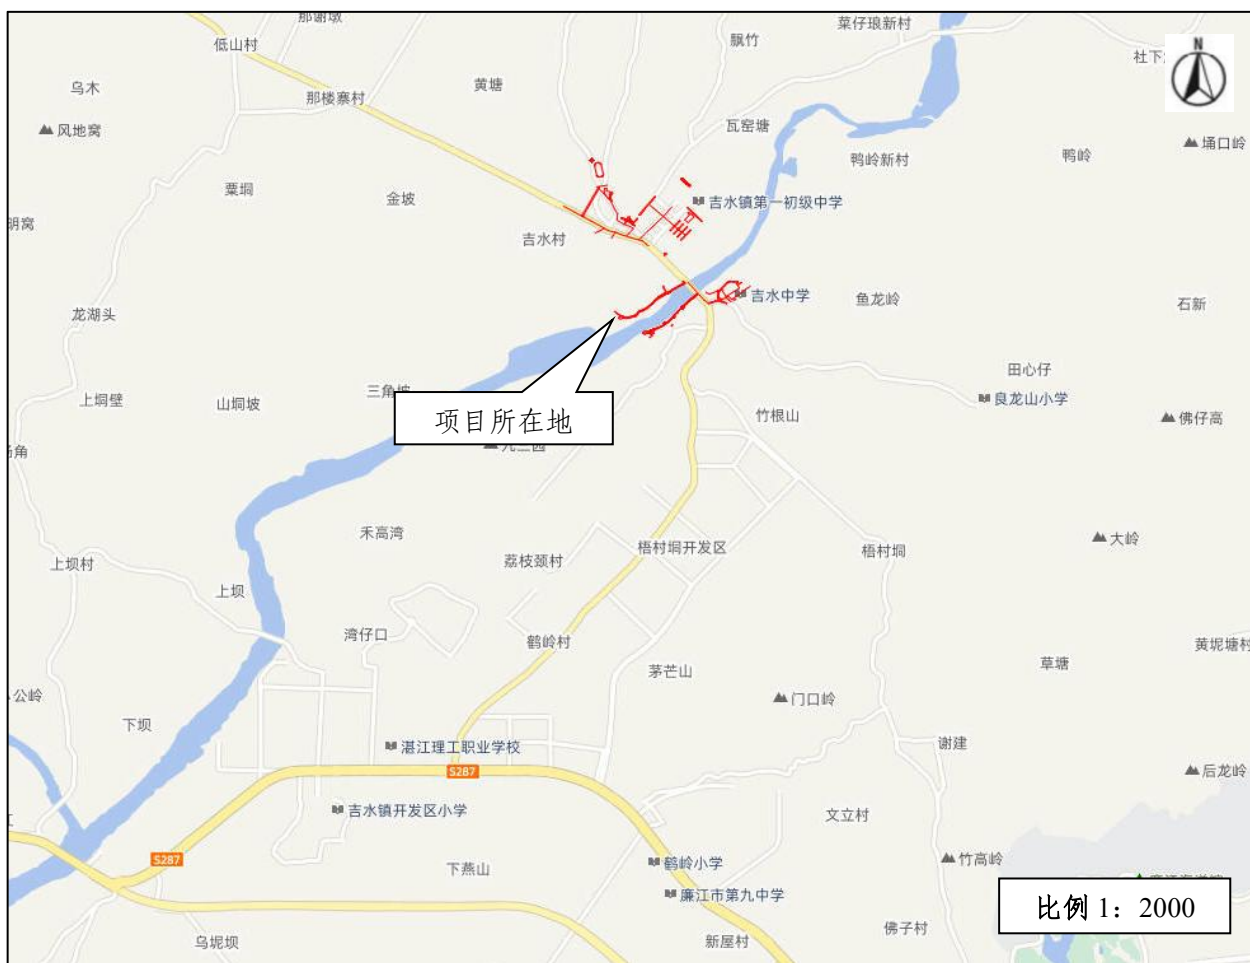 那谢墩
菜仔琅新村
低山村
飘竹
N
社下
黄塘
乌木
那楼寨村
风地窝
瓦窑塘
埇口岭
鸭岭新村
鸭岭
粟垌
金坡
吉水镇第一初级中学
明窝
吉水村
吉水中学
鱼龙岭
石新
龙湖头
田心仔
三角坡
上垌壁
山垌坡
良龙山小学
项目所在地
竹根山
佛仔高
角
禾高湾
大岭
梧村垌开发区
荔枝颈村
梧村垌
上坝村
上坝
湾仔口
鹤岭村
黄坭塘村
茅芒山
草塘
公岭
门口岭
下坝
湛江理工职业学校
谢建
S287
后龙岭
吉水镇开发区小学
文立村
S287
鹤岭小学
竹高岭
下燕山
廉江市第九中学
比例 1：2000
佛子村
乌坭坝
新屋村